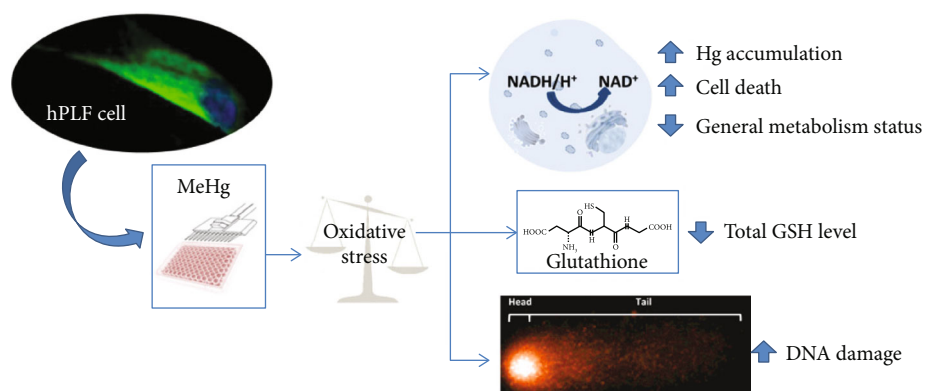 hPLF cell
MeHg
Oxidative
stress
NADH/H⁺ NAD⁺
Hg accumulation
Cell death
General metabolism status
HS
O
H
N
HOOC
COOH
N
H
O
NH₂
Glutathione
Total GSH level
Head Tail
DNA damage